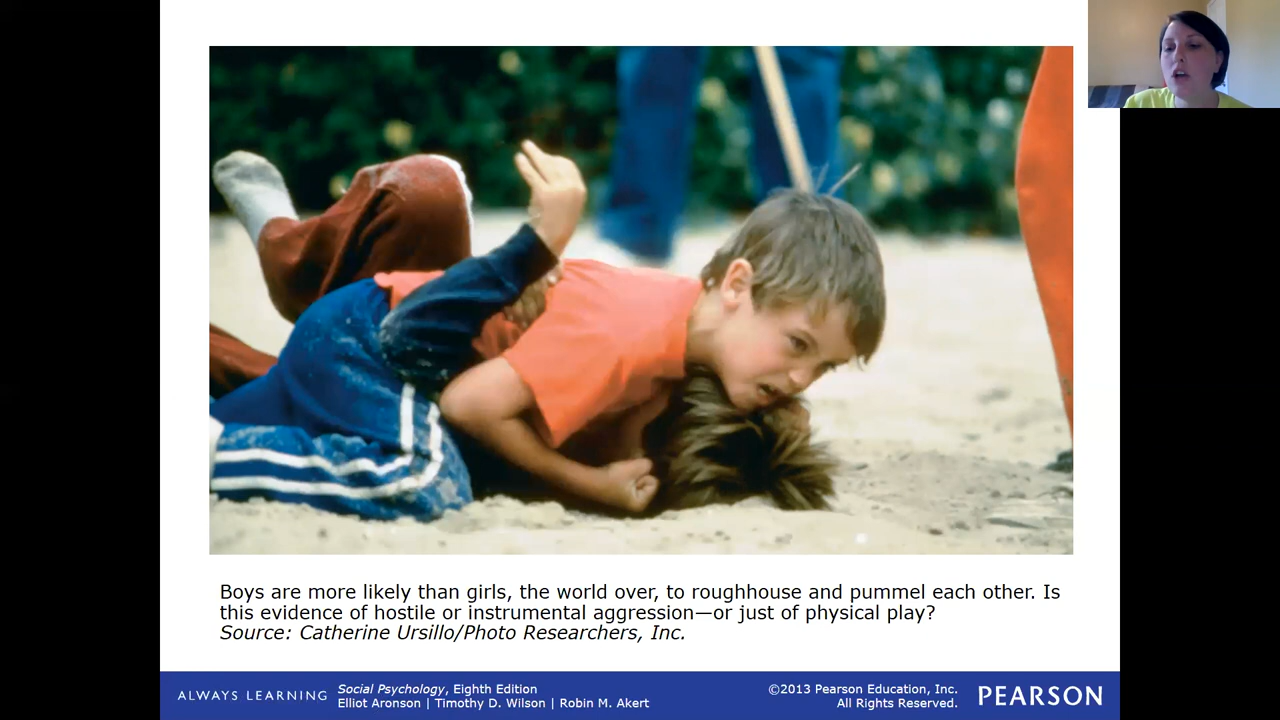 Boys are more likely than girls, the world over, to roughhouse and pummel each other. Is
this evidence of hostile or instrumental aggression—or just of physical play?
Source: Catherine Ursillo/Photo Researchers, Inc.
ALWAYS LEARNING
Social Psychology, Eighth Edition
Elliot Aronson | Timothy D. Wilson | Robin M. Akert
©2013 Pearson Education, Inc.
All Rights Reserved.
PEARSON